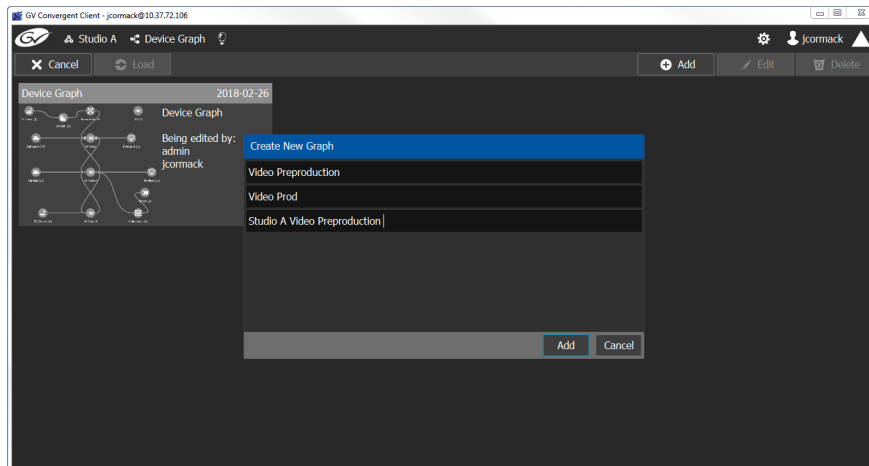 GV Convergent Client - jcormack@10.37.72.106
GV Studio A Device Graph jcormack
Cancel Load Add Edit Delete
Device Graph 2018-02-26
Device Graph
Being edited by:
admin
jcormack
Create New Graph
Video Preproduction
Video Prod
Studio A Video Preproduction
Add Cancel